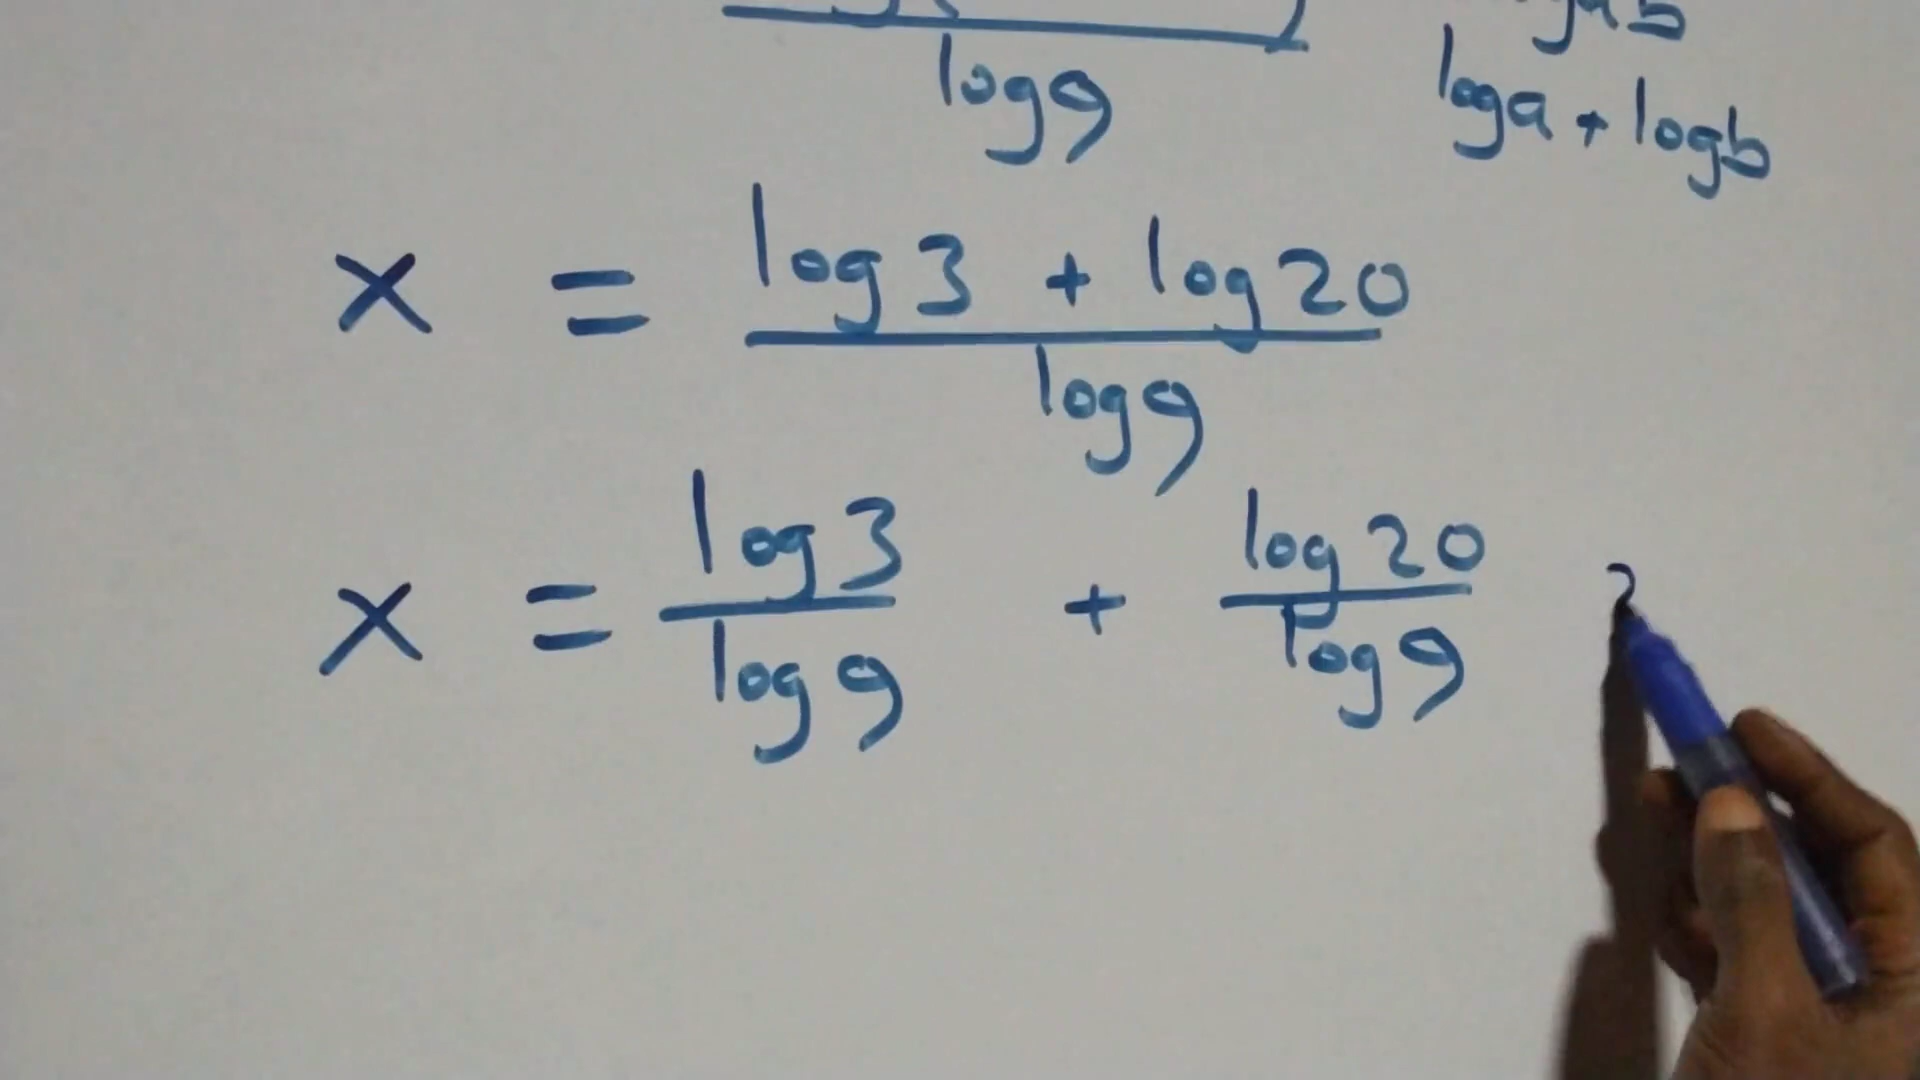 log9
loga + logb
x = log3 + log20
log9
x = log3 + log20
log9 log9